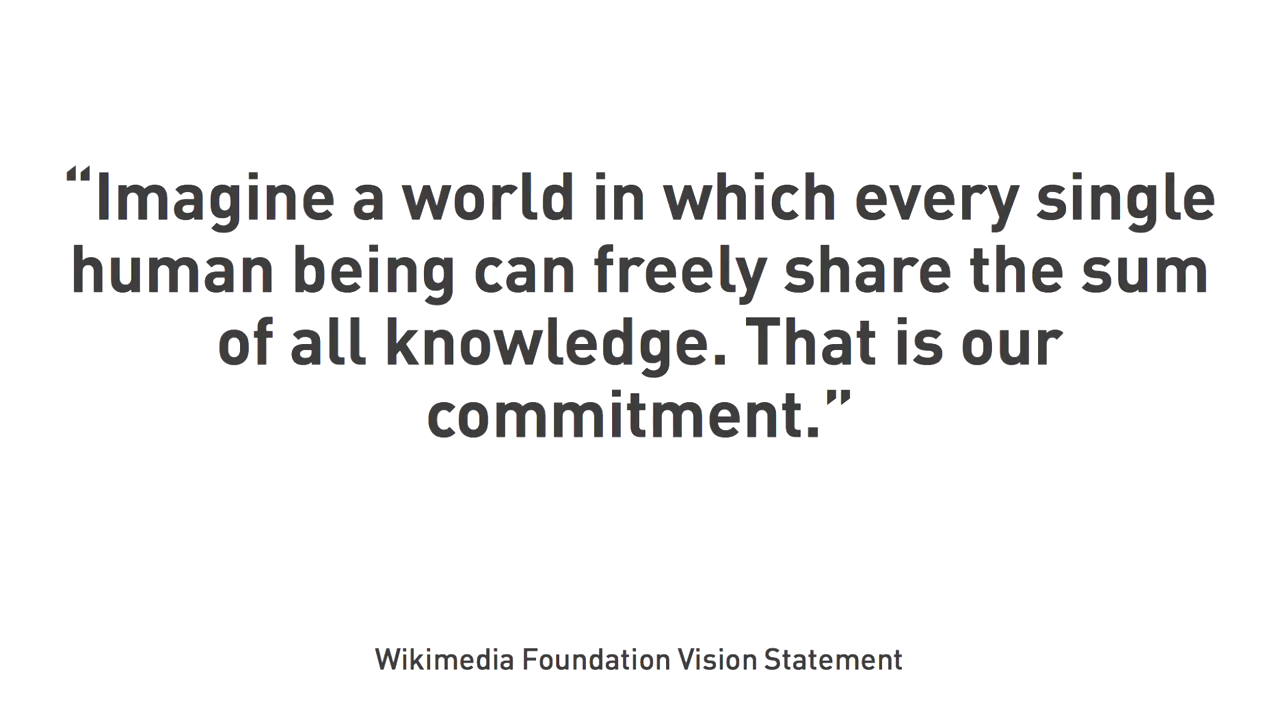 “Imagine a world in which every single
human being can freely share the sum
of all knowledge. That is our
commitment.”
Wikimedia Foundation Vision Statement